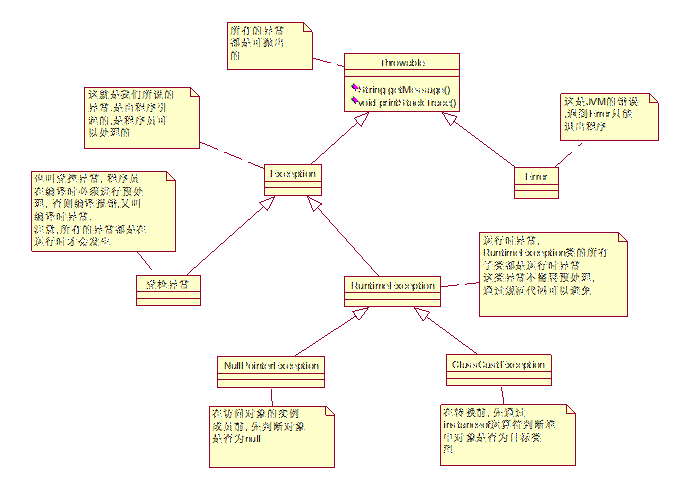 所有的异常
都是可抛出
的
Throwable
String getMessage()
void printStackTrace()
这就是我们所说的
异常,是由程序引
起的,是程序员可
以处理的
这是JVM的错误
,遇到Error只能
退出程序
Exception
Error
也叫受控异常, 程序员
在编译时必须进行预处
理, 否则编译报错,又叫
编译时异常.
注意,所有的异常都是在
运行时才会发生
运行时异常,
RuntimeException类的所有
子类都是运行时异常
这类异常不需要预处理,
通过规范代码可以避免
受控异常
RuntimeException
NullPointerException
ClassCastException
在访问对象的实例
成员前, 先判断对象
是否为null
在转换前, 先通过
instanceof运算符判断堆
中对象是否为目标类
型